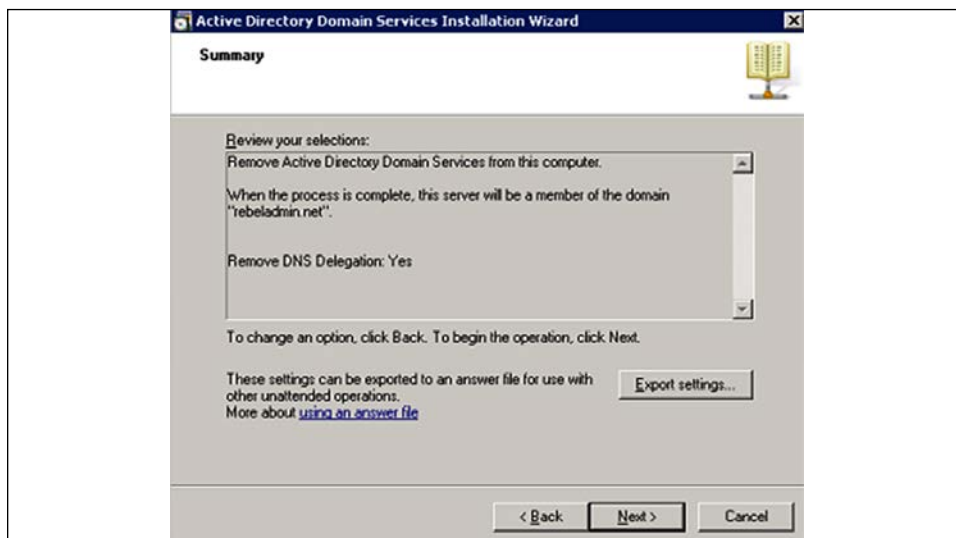 Active Directory Domain Services Installation Wizard
Summary
Review your selections:
Remove Active Directory Domain Services from this computer.
When the process is complete, this server will be a member of the domain
"rebeladmin.net".
Remove DNS Delegation: Yes
To change an option, click Back. To begin the operation, click Next.
These settings can be exported to an answer file for use with
other unattended operations.
More about using an answer file
Export settings...
< Back
Next >
Cancel